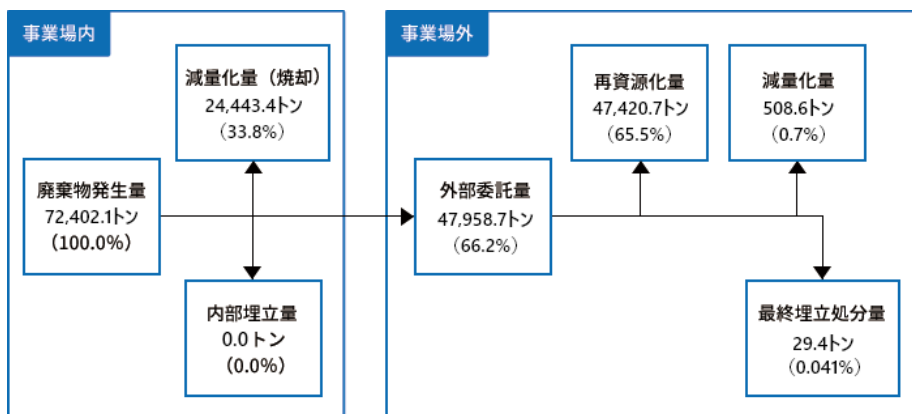 事業場内
減量化量（焼却）
24,443.4トン
（33.8%）
廃棄物発生量
72,402.1トン
(100.0%)
内部埋立量
0.0トン
(0.0%)
事業場外
外部委託量
47,958.7トン
（66.2%）
再資源化量
47,420.7トン
（65.5%）
減量化量
508.6トン
（0.7%）
最終埋立処分量
29.4トン
（0.041%）